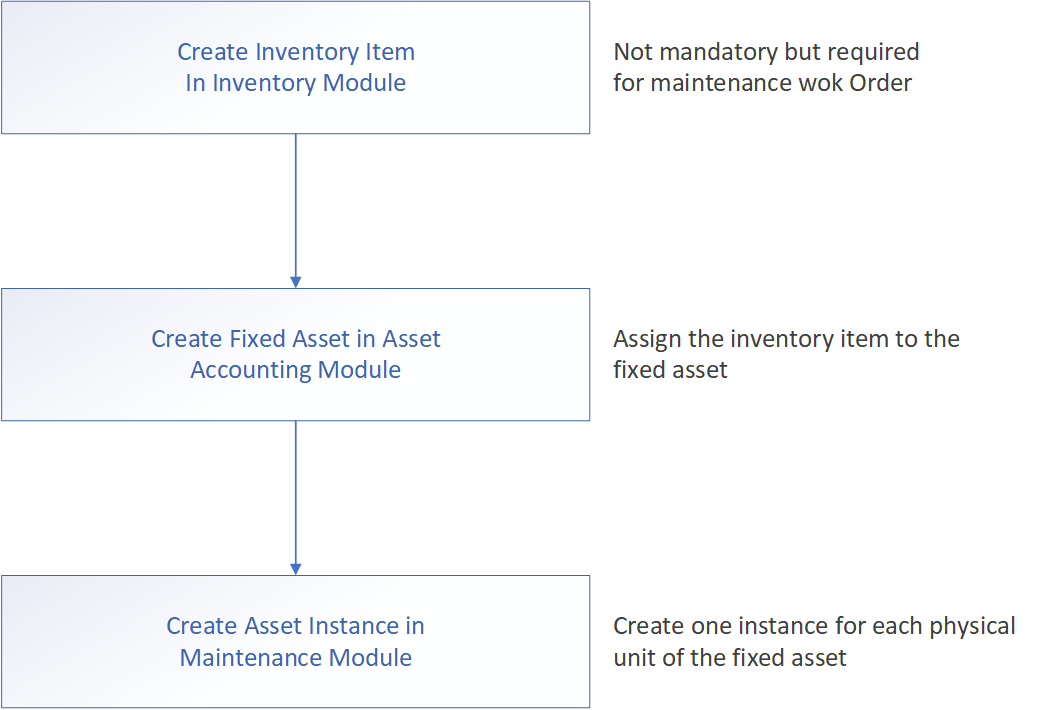 Create Inventory Item
In Inventory Module
Not mandatory but required
for maintenance wok Order
Create Fixed Asset in Asset
Accounting Module
Assign the inventory item to the
fixed asset
Create Asset Instance in
Maintenance Module
Create one instance for each physical
unit of the fixed asset